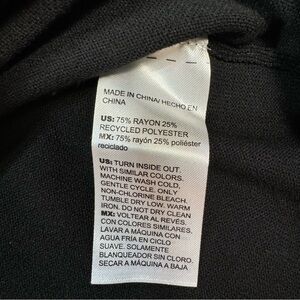 MADE IN CHINA/ HECHO EN
CHINA
US: 75% RAYON 25%
RECYCLED POLYESTER
MX: 75% rayón 25% poliéster
reciclado
US: TURN INSIDE OUT.
WITH SIMILAR COLORS.
MACHINE WASH COLD,
GENTLE CYCLE. ONLY
NON-CHLORINE BLEACH.
TUMBLE DRY LOW. WARM
IRON. DO NOT DRY CLEAN
MX: VOLTEAR AL REVÉS.
CON COLORES SIMILARES.
LAVAR A MÁQUINA CON
AGUA FRÍA EN CICLO
SUAVE. SOLAMENTE
BLANQUEADOR SIN CLORO.
SECAR A MÁQUINA A BAJA